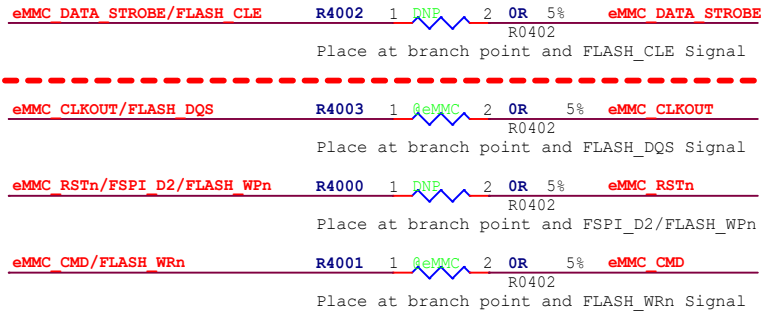 eMMC_DATA_STROBE/FLASH_CLE R4002 1 DNP 2 0R 5% eMMC_DATA_STROBE
R0402
Place at branch point and FLASH_CLE Signal
eMMC_CLKOUT/FLASH_DQS R4003 1 @eMMC 2 0R 5% eMMC_CLKOUT
R0402
Place at branch point and FLASH_DQS Signal
eMMC_RSTn/FSPI_D2/FLASH_WPn R4000 1 DNP 2 0R 5% eMMC_RSTn
R0402
Place at branch point and FSPI_D2/FLASH_WPn
eMMC_CMD/FLASH_WRn R4001 1 @eMMC 2 0R 5% eMMC_CMD
R0402
Place at branch point and FLASH_WRn Signal